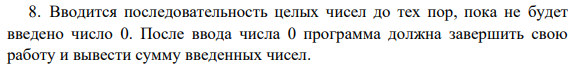 8. Вводится последовательность целых чисел до тех пор, пока не будет
введено число 0. После ввода числа 0 программа должна завершить свою
работу и вывести сумму введенных чисел.